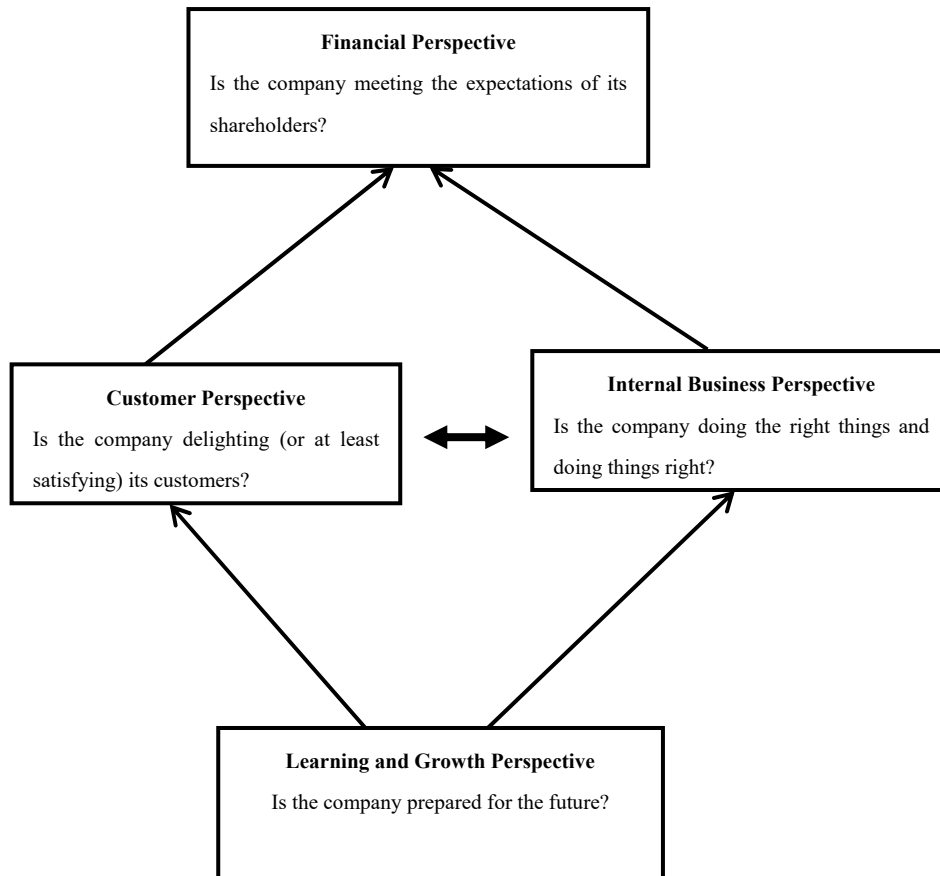 Financial Perspective
Is the company meeting the expectations of its
shareholders?
Customer Perspective
Is the company delighting (or at least
satisfying) its customers?
Internal Business Perspective
Is the company doing the right things and
doing things right?
Learning and Growth Perspective
Is the company prepared for the future?